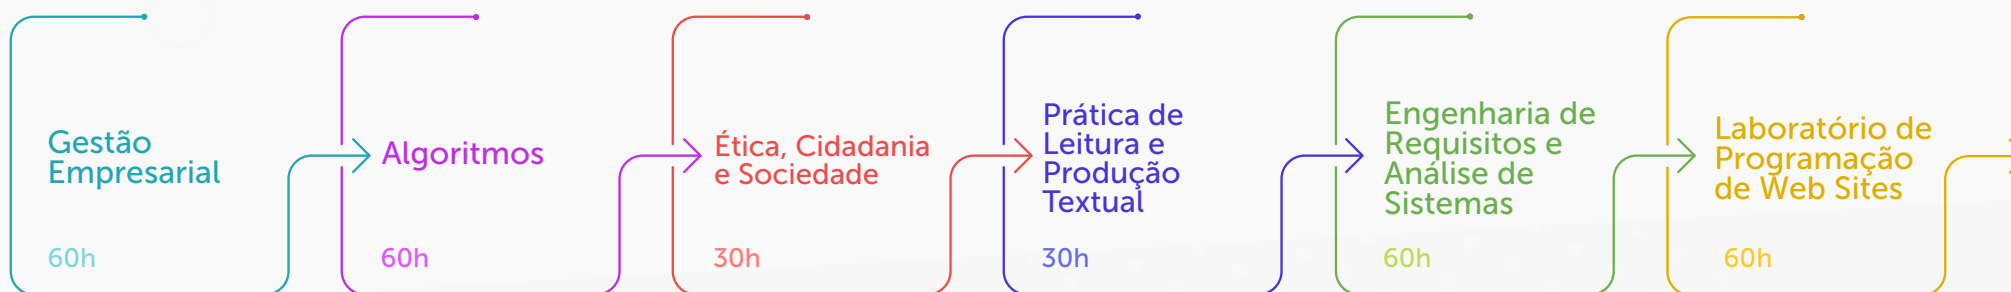 Gestão
Empresarial
60h
Algoritmos
60h
Ética, Cidadania
e Sociedade
30h
Prática de
Leitura e
Produção
Textual
30h
Engenharia de
Requisitos e
Análise de
Sistemas
60h
Laboratório de
Programação
de Web Sites
60h